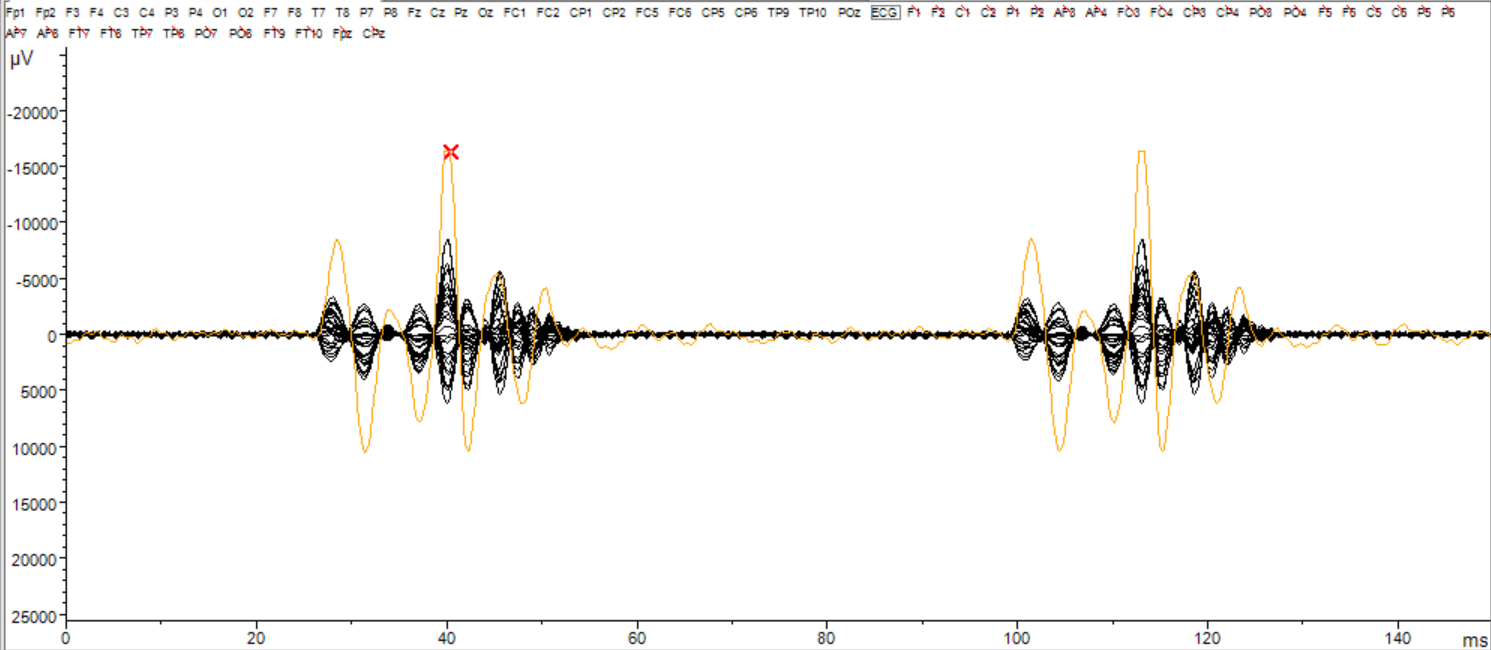 Fp1 Fp2 F3 F4 C3 C4 P3 P4 O1 O2 F7 F8 T7 T8 P7 P8 Fz Cz Pz Oz FC1 FC2 CP1 CP2 FC5 FC6 CP5 CP6 TP9 TP10 POz ECG F1 F2 C1 C2 P1 P2 AF3 AF4 FC3 FC4 CP3 CP4 PO3 PO4 F5 F6 C5 C6 P5 P6
AF7 AF8 FT7 FT8 TP7 TP8 PO7 PO8 FT9 FT10 Fpz CPz
µV
-20000
-15000
-10000
-5000
0
5000
10000
15000
20000
25000
0 20 40 60 80 100 120 140 ms